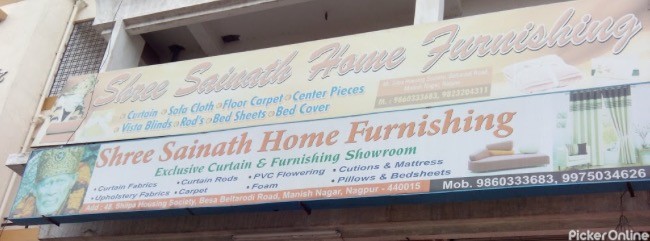 Shree Sainath Home Furnishing
Curtain Sofa Cloth Floor Carpet Center Pieces
Vista Blinds Rod's Bed Sheets Bed Cover
Shree Sainath Home Furnishing
Exclusive Curtain & Furnishing Showroom
• Curtain Fabrics • Curtain Rods • PVC Flowering • Cutions & Mattress
• Upholstery Fabrics • Carpet • Foam • Pillows & Bedsheets
Housing Society, Besa Beltarodi Road, Manish Nagar, Nagpur - 440015
Mob. 9860333683, 9975034626
PickerOnline